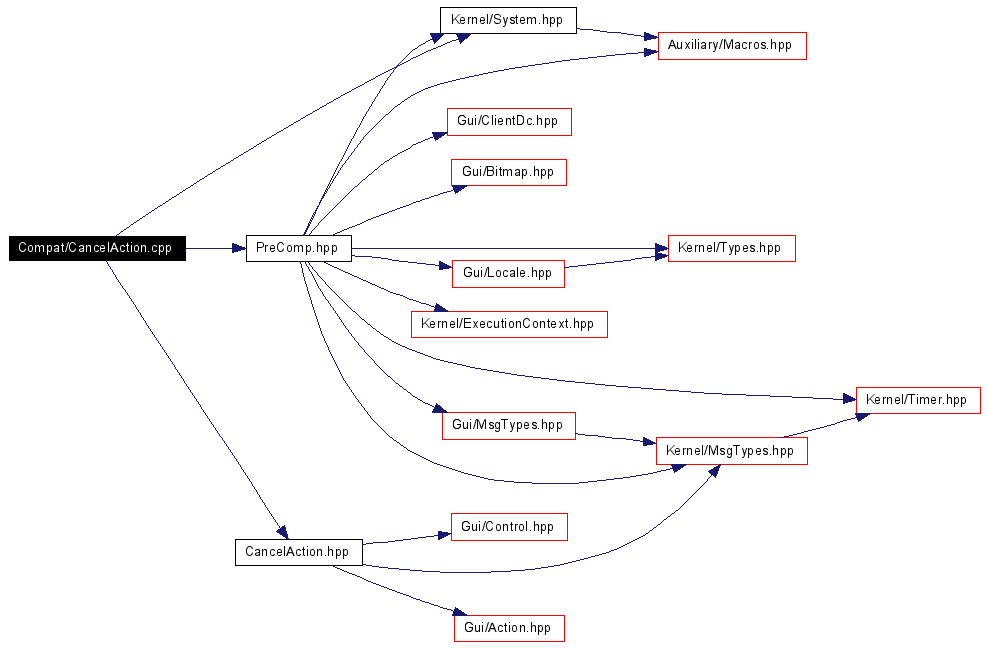 Kernel/System.hpp
Auxiliary/Macros.hpp
Gui/ClientDc.hpp
Gui/Bitmap.hpp
Compat/CancelAction.cpp
PreComp.hpp
Kernel/Types.hpp
Gui/Locale.hpp
Kernel/ExecutionContext.hpp
Kernel/Timer.hpp
Gui/MsgTypes.hpp
Kernel/MsgTypes.hpp
Gui/Control.hpp
CancelAction.hpp
Gui/Action.hpp